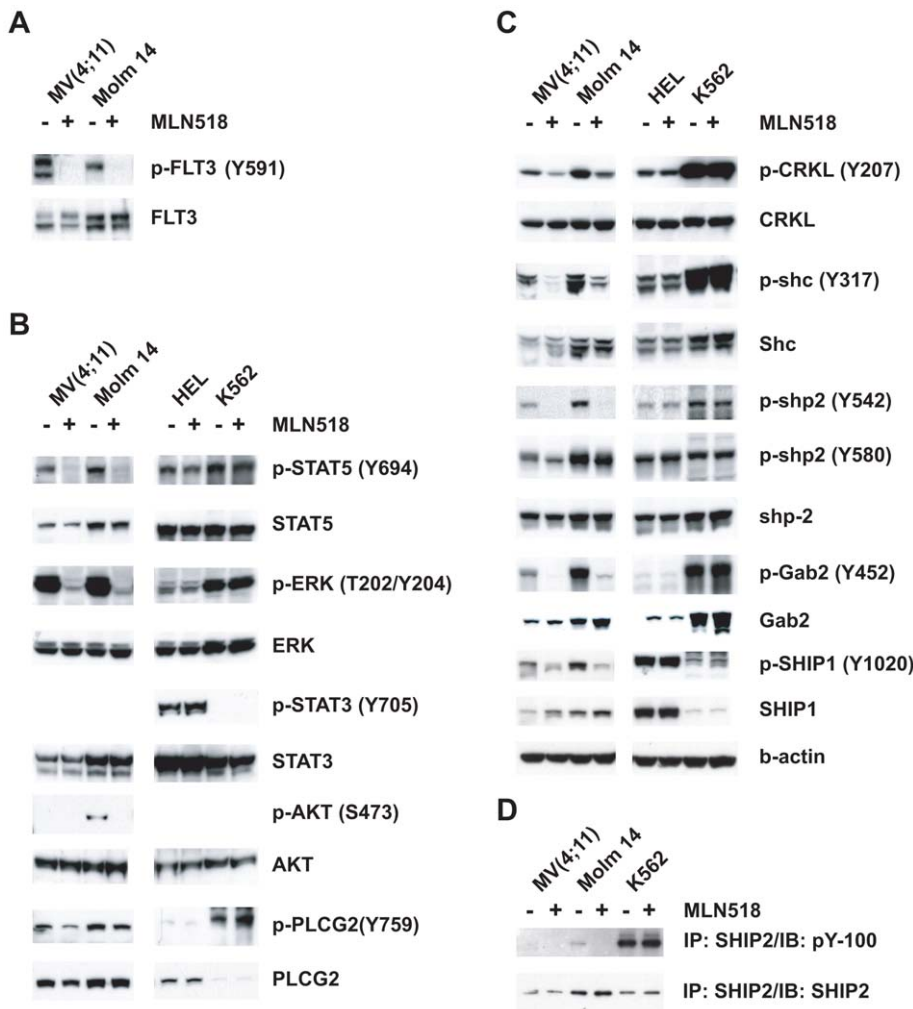 A
MV(4;11) Molm 14
- + - + MLN518
p-FLT3 (Y591)
FLT3
B
MV(4;11) Molm 14 HEL K562
- + - + - + - + MLN518
p-STAT5 (Y694)
STAT5
p-ERK (T202/Y204)
ERK
p-STAT3 (Y705)
STAT3
p-AKT (S473)
AKT
p-PLCG2(Y759)
PLCG2
C
MV(4;11) Molm 14 HEL K562
- + - + - + - + MLN518
p-CRKL (Y207)
CRKL
p-shc (Y317)
Shc
p-shp2 (Y542)
p-shp2 (Y580)
shp-2
p-Gab2 (Y452)
Gab2
p-SHIP1 (Y1020)
SHIP1
b-actin
D
MV(4;11) Molm 14 K562
- + - + - + MLN518
IP: SHIP2/IB: pY-100
IP: SHIP2/IB: SHIP2